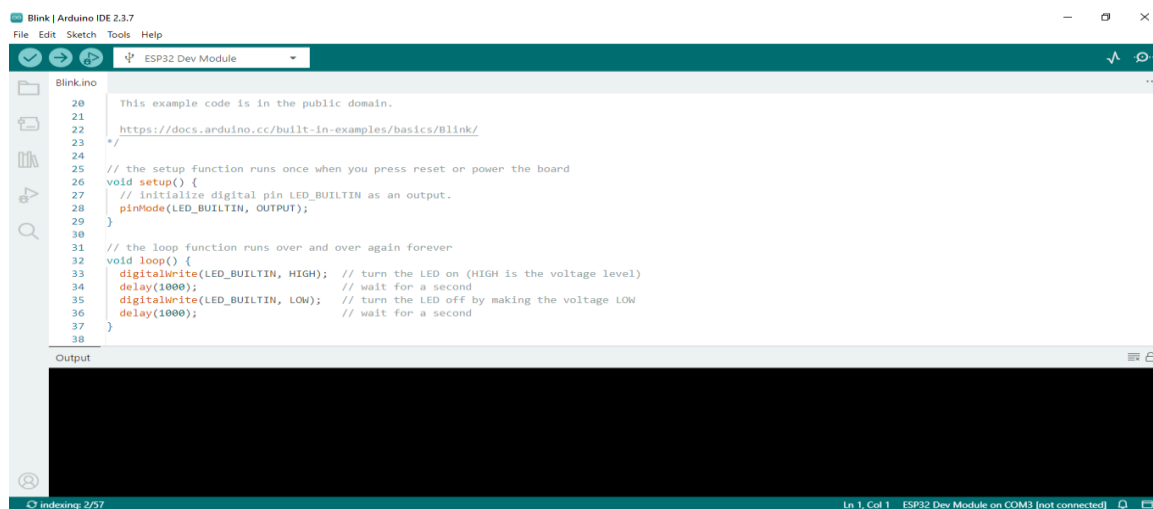 Blink | Arduino IDE 2.3.7
File Edit Sketch Tools Help
ESP32 Dev Module
Blink.ino
20 This example code is in the public domain.
21
22 https://docs.arduino.cc/built-in-examples/basics/Blink/
23 */
24
25 // the setup function runs once when you press reset or power the board
26 void setup() {
27 // initialize digital pin LED_BUILTIN as an output.
28 pinMode(LED_BUILTIN, OUTPUT);
29 }
30
31 // the loop function runs over and over again forever
32 void loop() {
33 digitalWrite(LED_BUILTIN, HIGH); // turn the LED on (HIGH is the voltage level)
34 delay(1000); // wait for a second
35 digitalWrite(LED_BUILTIN, LOW); // turn the LED off by making the voltage LOW
36 delay(1000); // wait for a second
37 }
38
Output
indexing: 2/57 Ln 1, Col 1 ESP32 Dev Module on COM3 [not connected]